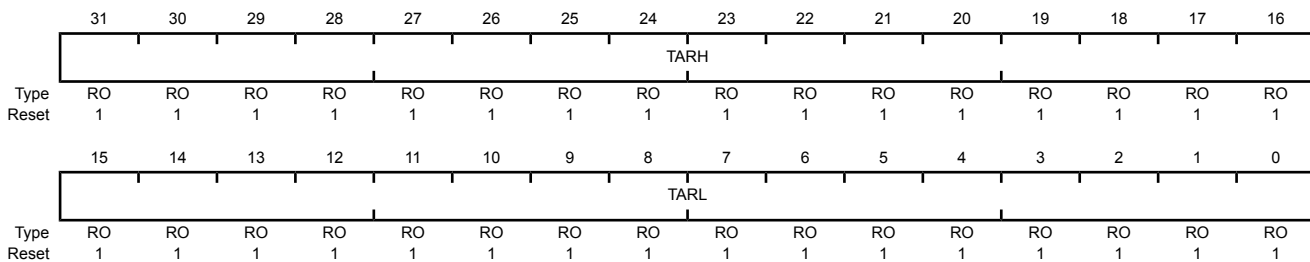 31 30 29 28 27 26 25 24 23 22 21 20 19 18 17 16
TARH
Type RO RO RO RO RO RO RO RO RO RO RO RO RO RO RO RO
Reset 1 1 1 1 1 1 1 1 1 1 1 1 1 1 1 1
15 14 13 12 11 10 9 8 7 6 5 4 3 2 1 0
TARL
Type RO RO RO RO RO RO RO RO RO RO RO RO RO RO RO RO
Reset 1 1 1 1 1 1 1 1 1 1 1 1 1 1 1 1